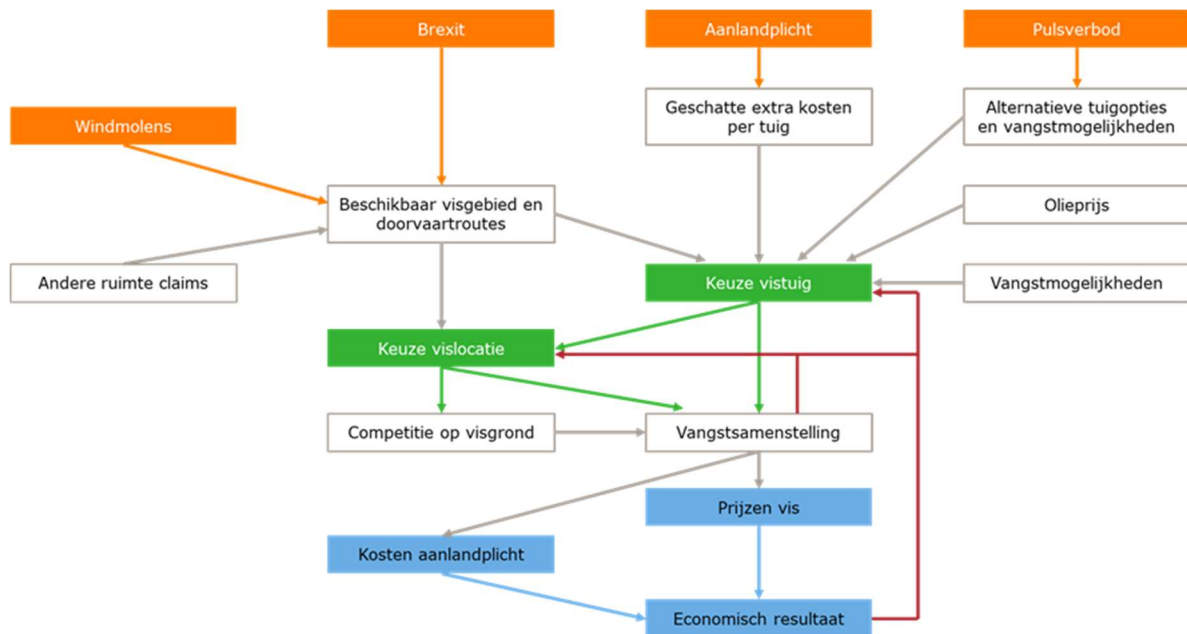 Brexit
Aanlandplicht
Pulsverbod
Windmolens
Geschatte extra kosten
per tuig
Alternatieve tuigopties
en vangstmogelijkheden
Beschikbaar visgebied en
doorvaartroutes
Olieprijs
Andere ruimte claims
Keuze vistuig
Vangstmogelijkheden
Keuze vislocatie
Competitie op visgrond
Vangstsamenstelling
Prijzen vis
Kosten aanlandplicht
Economisch resultaat